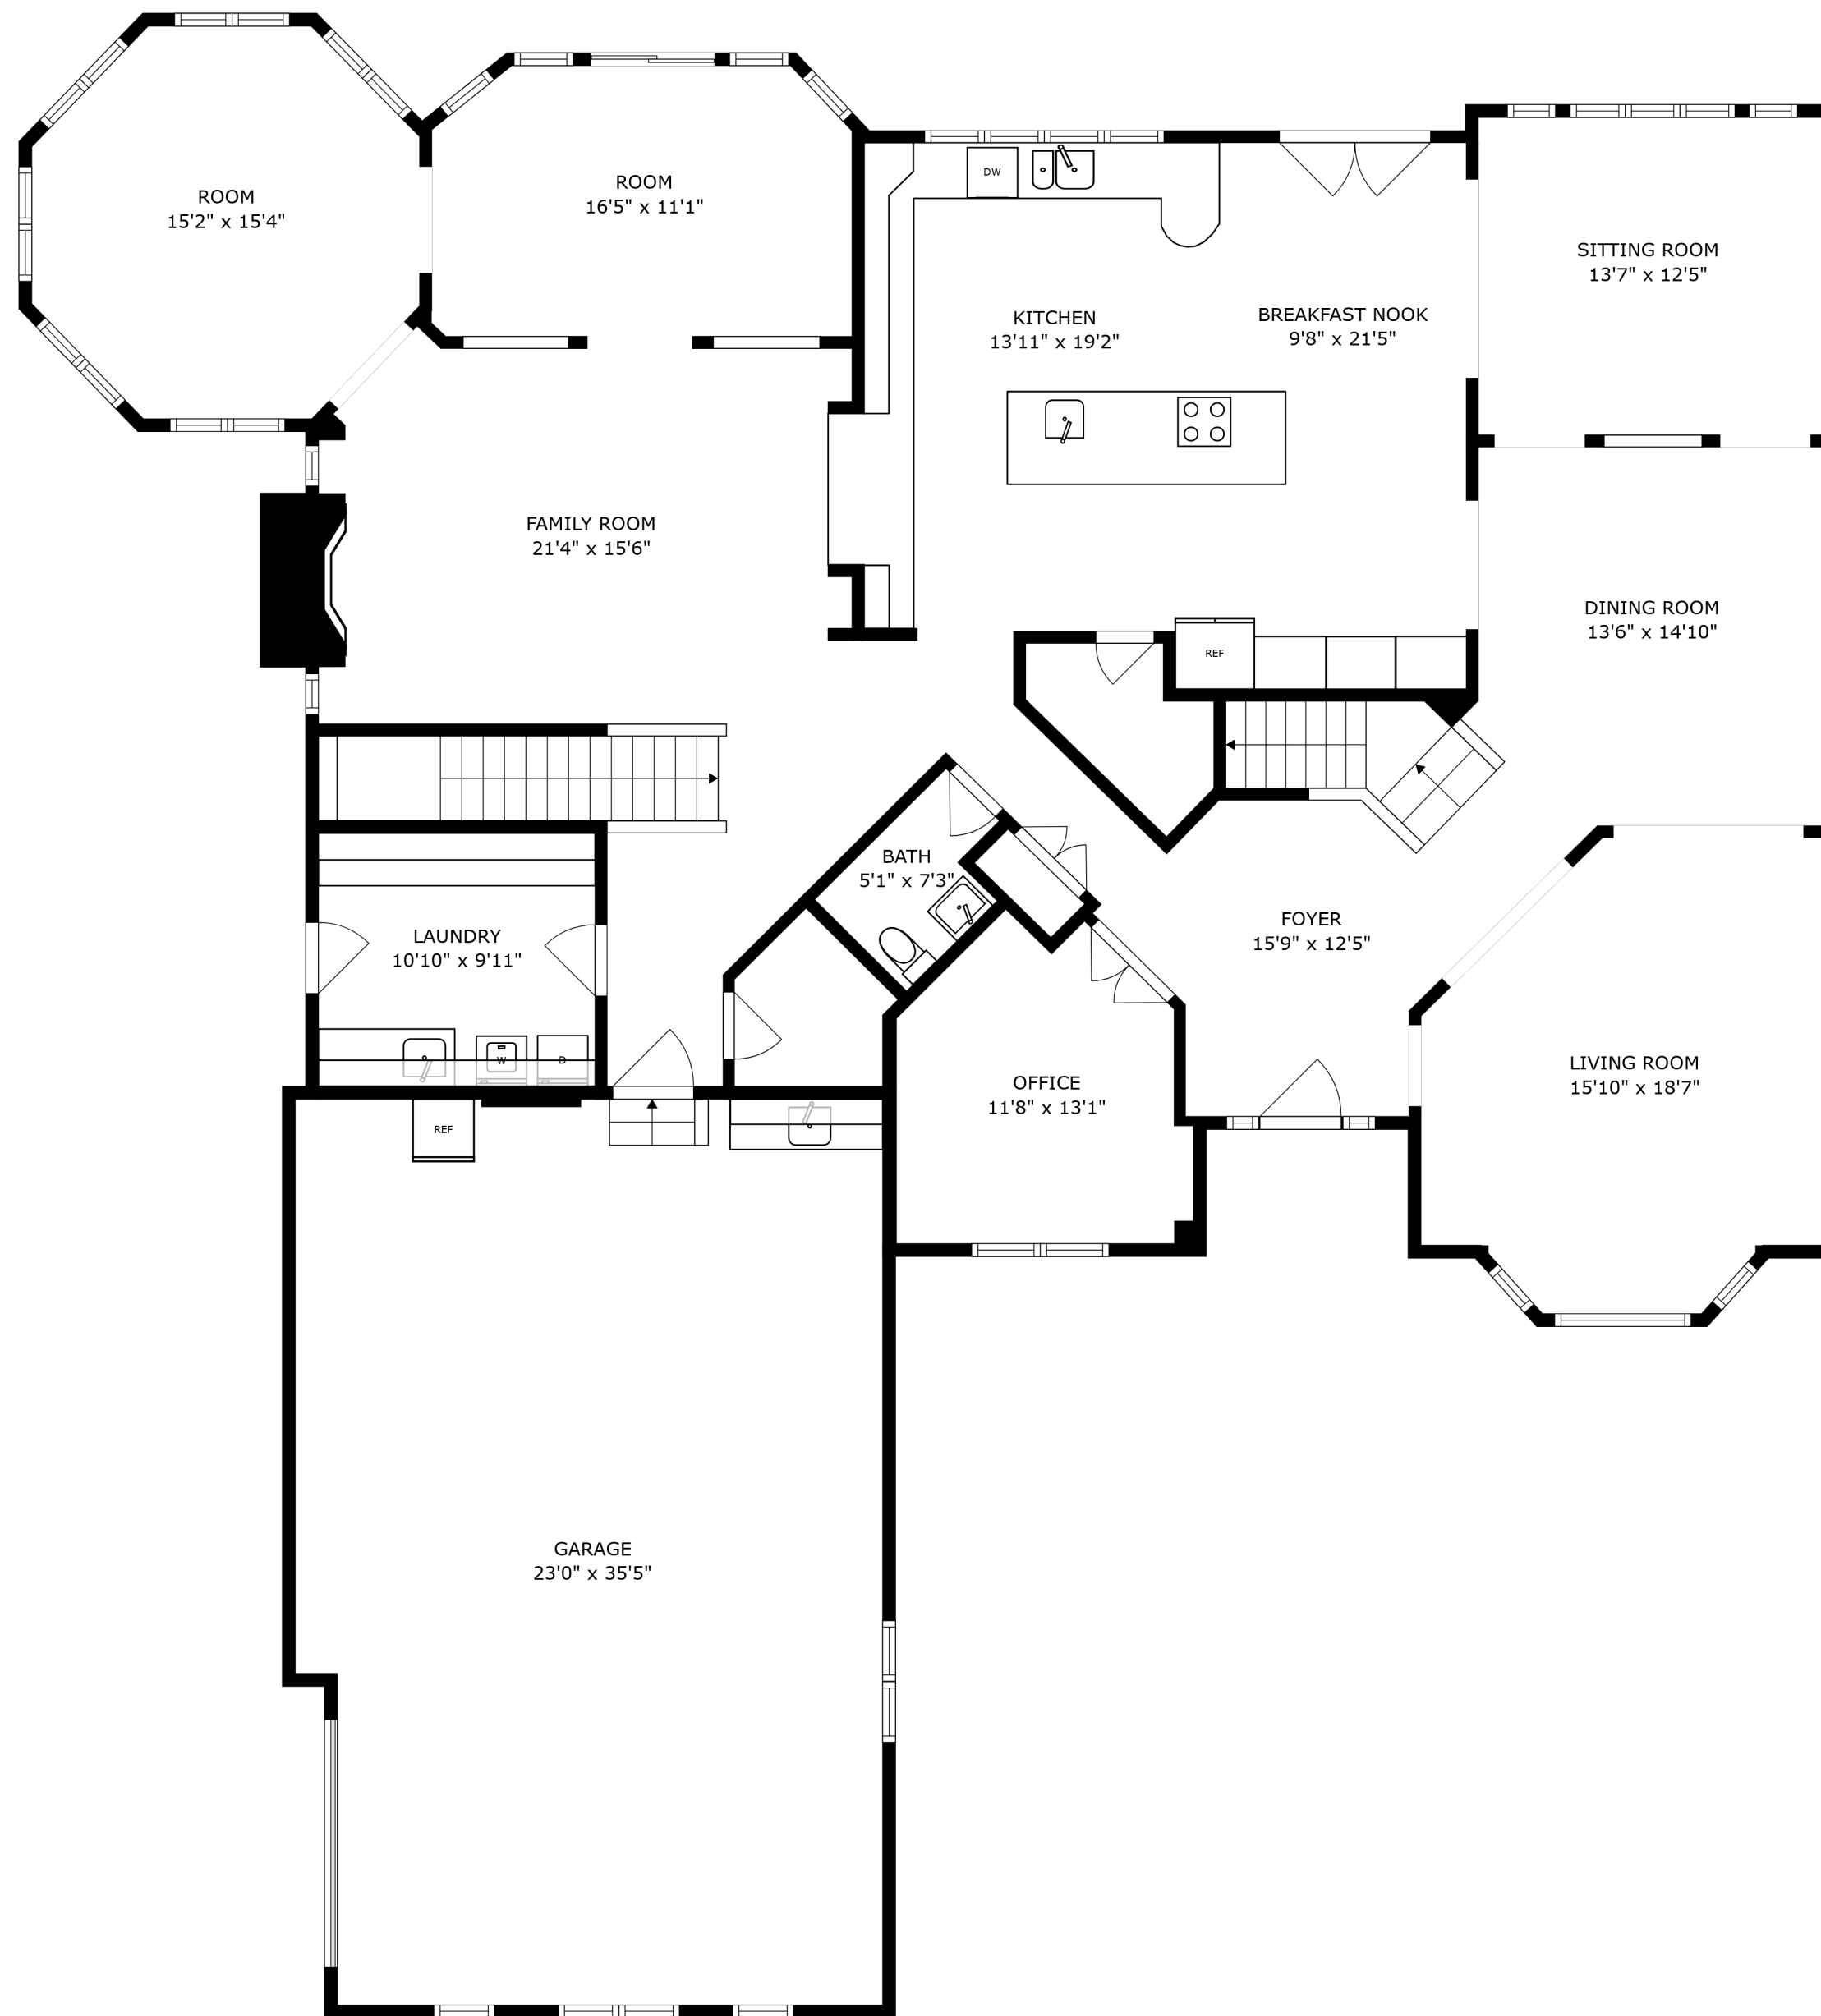 ROOM
15'2" x 15'4"
ROOM
16'5" x 11'1"
DW
KITCHEN
13'11" x 19'2"
BREAKFAST NOOK
9'8" x 21'5"
SITTING ROOM
13'7" x 12'5"
FAMILY ROOM
21'4" x 15'6"
DINING ROOM
13'6" x 14'10"
REF
BATH
5'1" x 7'3"
LAUNDRY
10'10" x 9'11"
FOYER
15'9" x 12'5"
W
D
OFFICE
11'8" x 13'1"
LIVING ROOM
15'10" x 18'7"
REF
GARAGE
23'0" x 35'5"